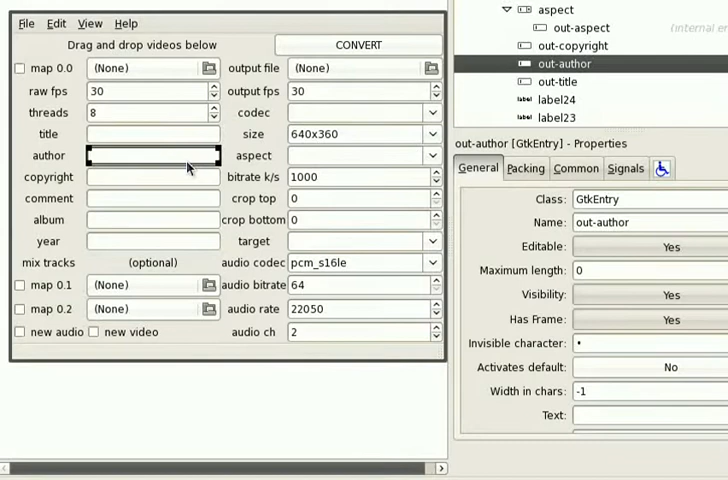 File Edit View Help
Drag and drop videos below CONVERT
map 0.0 (None) output file (None)
raw fps 30 output fps 30
threads 8 codec
title size 640x360
author aspect
copyright bitrate k/s 1000
comment crop top 0
album crop bottom 0
year target
mix tracks (optional) audio codec pcm_s16le
map 0.1 (None) audio bitrate 64
map 0.2 (None) audio rate 22050
new audio new video audio ch 2
aspect
out-aspect (internal e
out-copyright
out-author
out-title
label24
label23
out-author [GtkEntry] - Properties
General Packing Common Signals
Class: GtkEntry
Name: out-author
Editable: Yes
Maximum length: 0
Visibility: Yes
Has Frame: Yes
Invisible character: •
Activates default: No
Width in chars: -1
Text: